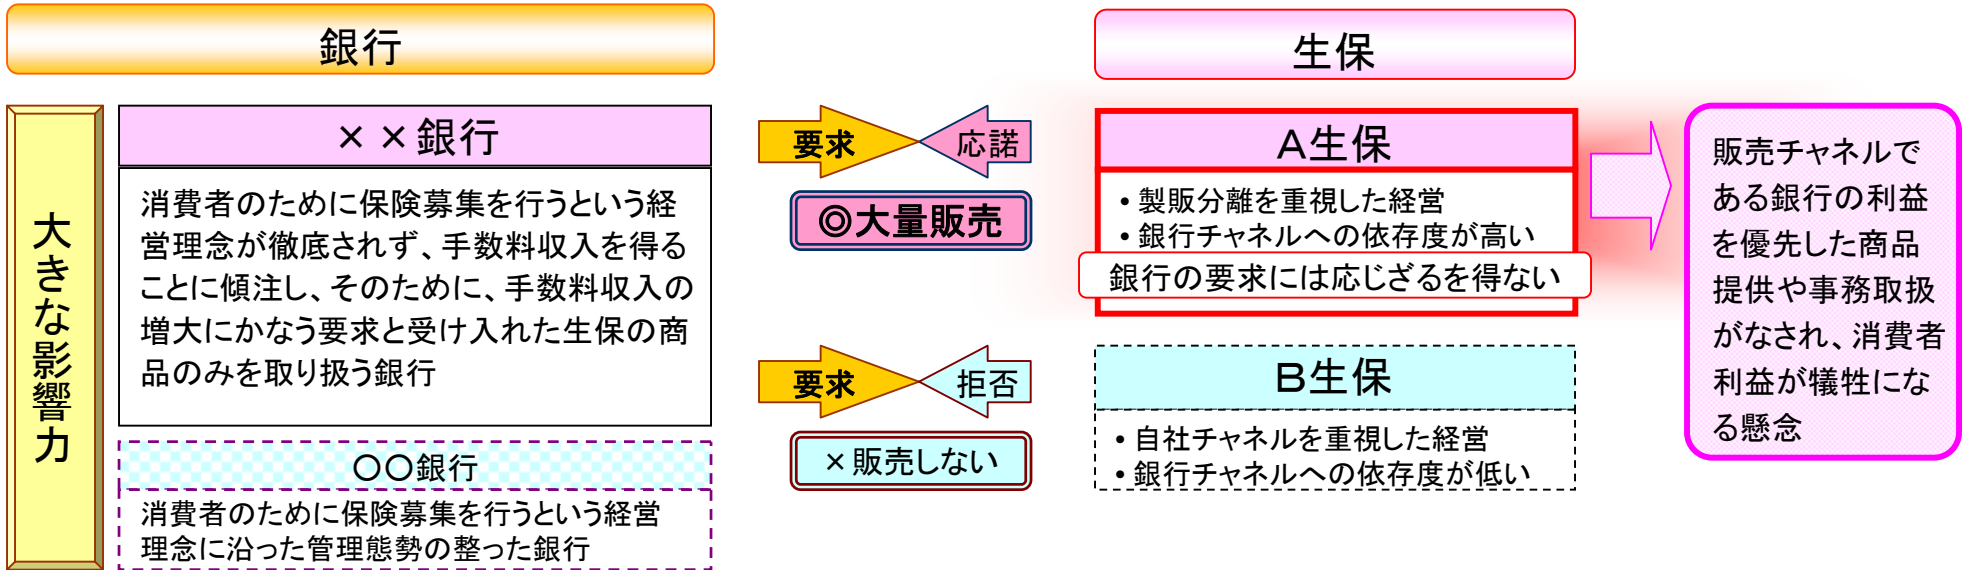 銀行
大きな影響力
××銀行
消費者のために保険募集を行うという経
営理念が徹底されず、手数料収入を得る
ことに傾注し、そのために、手数料収入の
増大にかなう要求と受け入れた生保の商
品のみを取り扱う銀行
〇〇銀行
消費者のために保険募集を行うという経営
理念に沿った管理態勢の整った銀行
要求
応諾
◎大量販売
要求
拒否
×販売しない
生保
A生保
• 製販分離を重視した経営
• 銀行チャネルへの依存度が高い
銀行の要求には応じざるを得ない
B生保
• 自社チャネルを重視した経営
• 銀行チャネルへの依存度が低い
販売チャネルで
ある銀行の利益
を優先した商品
提供や事務取扱
がなされ、消費者
利益が犠牲にな
る懸念